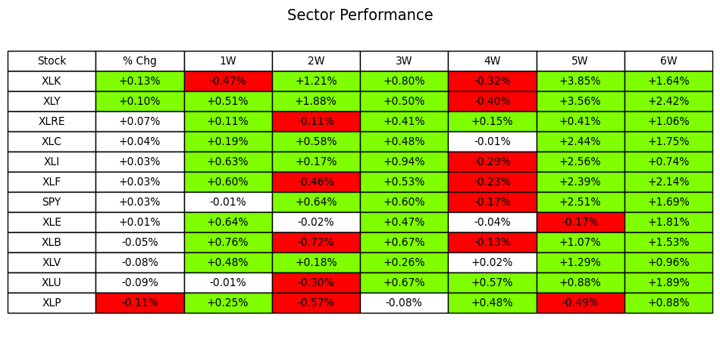 Sector Performance
Stock % Chg 1W 2W 3W 4W 5W 6W
XLK +0.13% -0.47% +1.21% +0.80% -0.32% +3.85% +1.64%
XLY +0.10% +0.51% +1.88% +0.50% -0.40% +3.56% +2.42%
XLRE +0.07% +0.11% -0.11% +0.41% +0.15% +0.41% +1.06%
XLC +0.04% +0.19% +0.58% +0.48% -0.01% +2.44% +1.75%
XLI +0.03% +0.63% +0.17% +0.94% -0.29% +2.56% +0.74%
XLF +0.03% +0.60% -0.46% +0.53% -0.23% +2.39% +2.14%
SPY +0.03% -0.01% +0.64% +0.60% -0.17% +2.51% +1.69%
XLE +0.01% +0.64% -0.02% +0.47% -0.04% -0.17% +1.81%
XLB -0.05% +0.76% -0.72% +0.67% -0.13% +1.07% +1.53%
XLV -0.08% +0.48% +0.18% +0.26% +0.02% +1.29% +0.96%
XLU -0.09% -0.01% -0.30% +0.67% +0.57% +0.88% +1.89%
XLP -0.11% +0.25% -0.57% -0.08% +0.48% -0.49% +0.88%